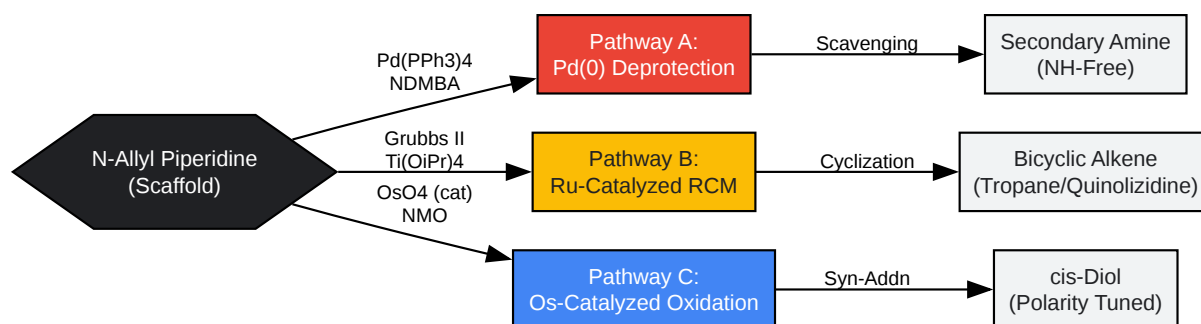 N-Allyl Piperidine
(Scaffold)
Pd(PPh3)4
NDMBA
Pathway A:
Pd(0) Deprotection
Scavenging
Secondary Amine
(NH-Free)
Grubbs II
Ti(OiPr)4
Pathway B:
Ru-Catalyzed RCM
Cyclization
Bicyclic Alkene
(Tropane/Quinolizidine)
OsO4 (cat)
NMO
Pathway C:
Os-Catalyzed Oxidation
Syn-Addn
cis-Diol
(Polarity Tuned)